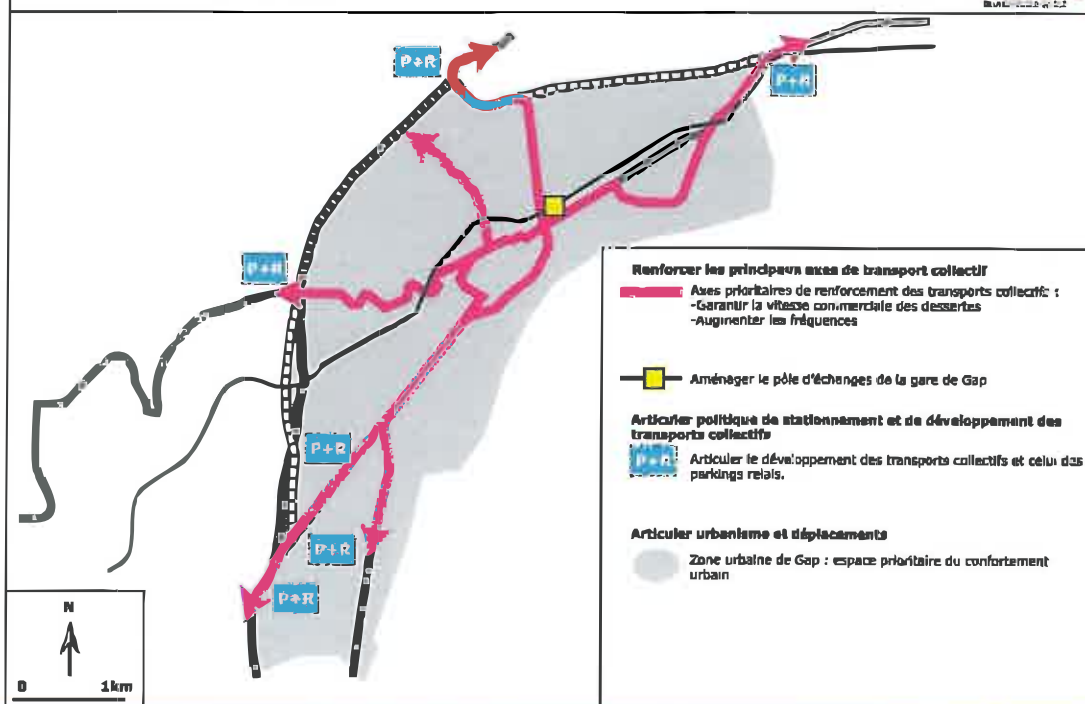 P+R
P+R
P+R
P+R
P+R
P+R
Renforcer les principaux axes de transport collectif
Axes prioritaires de renforcement des transports collectifs :
-Garantir la vitesse commerciale des dessertes
-Augmenter les fréquences
Aménager le pôle d'échanges de la gare de Gap
Articuler politique de stationnement et de développement des
transports collectifs
P+R
Articuler le développement des transports collectifs et celui des
parkings relais.
Articuler urbanisme et déplacements
Zone urbaine de Gap : espace prioritaire du confortement
urbain
N
0 1km